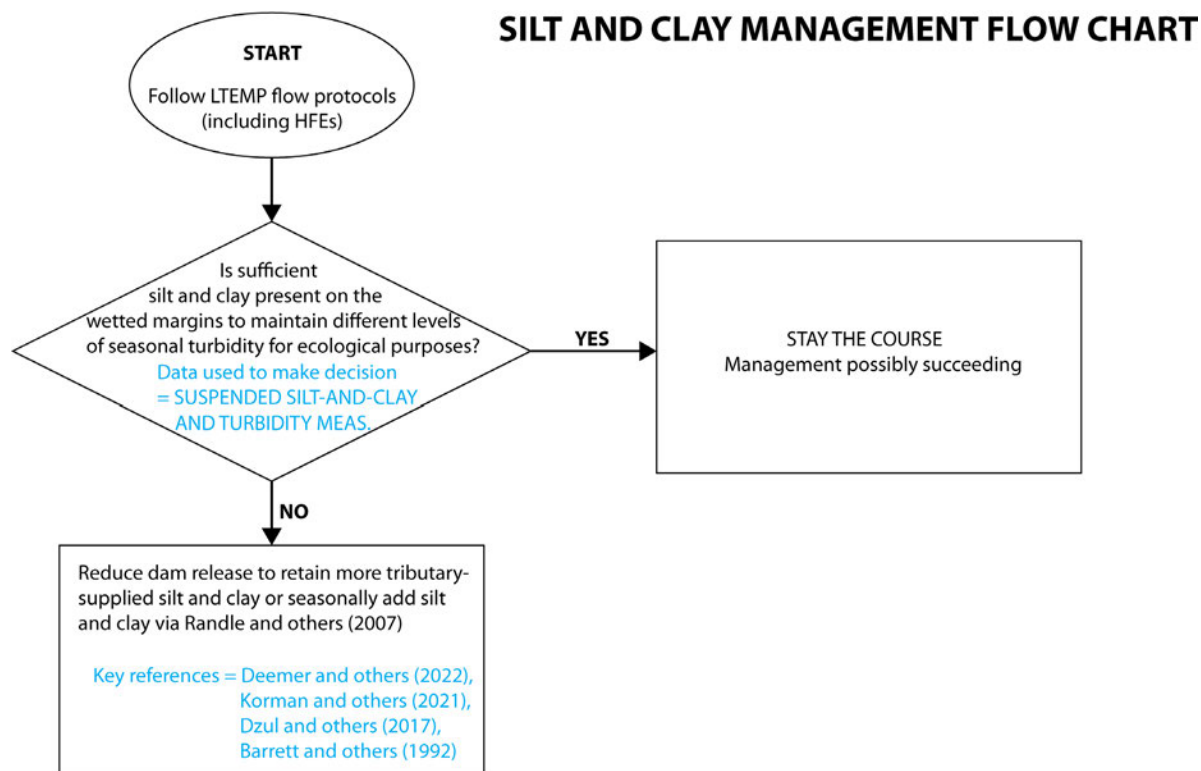 SILT AND CLAY MANAGEMENT FLOW CHART
START
Follow LTEMP flow protocols
(including HFEs)
Is sufficient
silt and clay present on the
wetted margins to maintain different levels
of seasonal turbidity for ecological purposes?
Data used to make decision
= SUSPENDED SILT-AND-CLAY
AND TURBIDITY MEAS.
YES
STAY THE COURSE
Management possibly succeeding
NO
Reduce dam release to retain more tributary-
supplied silt and clay or seasonally add silt
and clay via Randle and others (2007)
Key references = Deemer and others (2022),
Korman and others (2021),
Dzul and others (2017),
Barrett and others (1992)